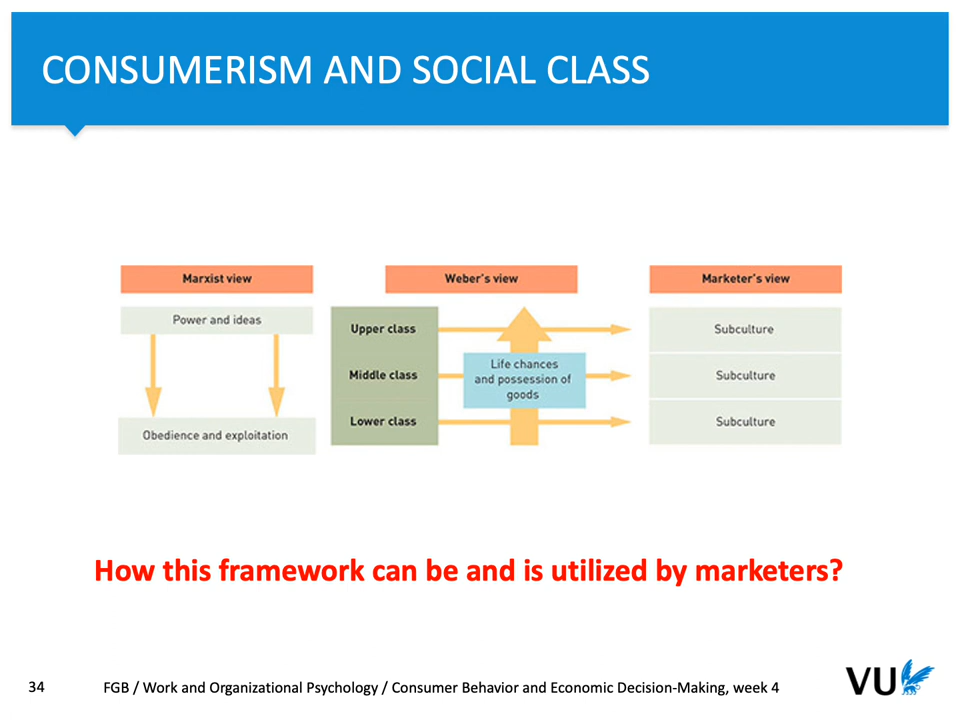 CONSUMERISM AND SOCIAL CLASS
Marxist view
Power and ideas
Obedience and exploitation
Weber's view
Upper class
Middle class
Lower class
Life chances
and possession of
goods
Marketer's view
Subculture
Subculture
Subculture
How this framework can be and is utilized by marketers?
34
FGB / Work and Organizational Psychology / Consumer Behavior and Economic Decision-Making, week 4
VU